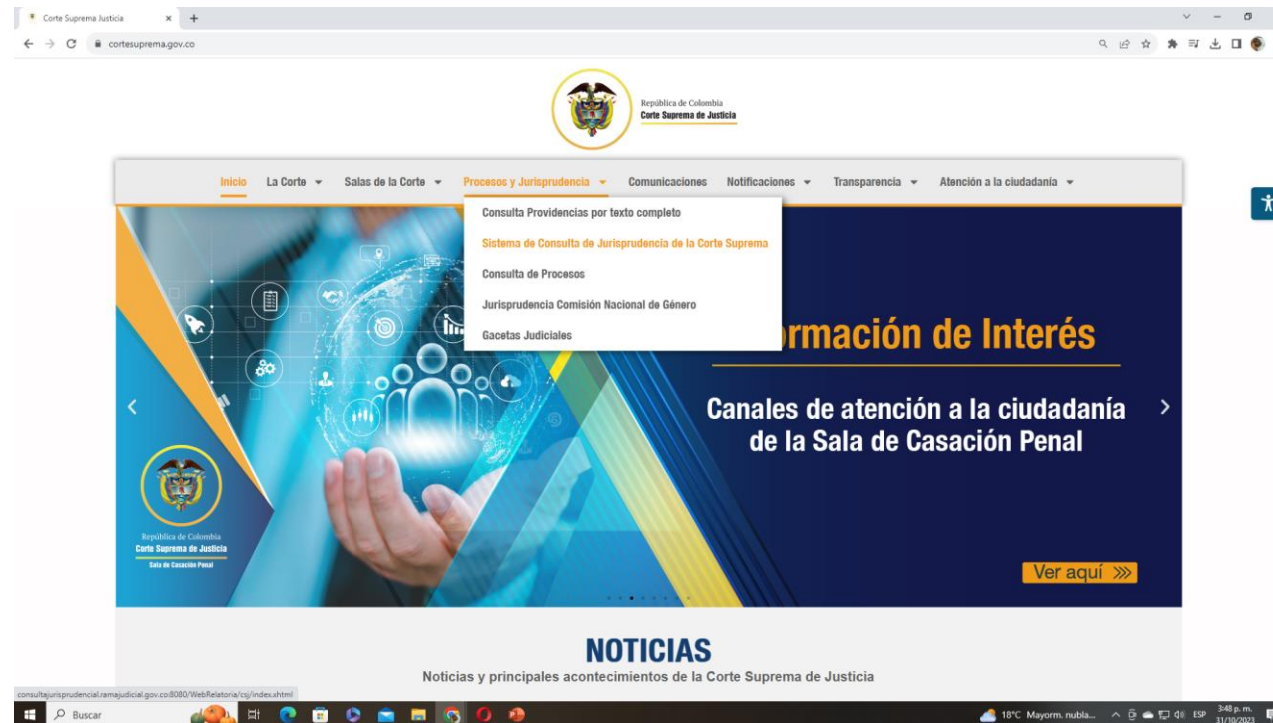 Corte Suprema Justicia
cortesuprema.gov.co
República de Colombia
Corte Suprema de Justicia
Inicio La Corte Salas de la Corte Procesos y Jurisprudencia Comunicaciones Notificaciones Transparencia Atención a la ciudadanía
Consulta Providencias por texto completo
Sistema de Consulta de Jurisprudencia de la Corte Suprema
Consulta de Procesos
Jurisprudencia Comisión Nacional de Género
Gacetas Judiciales
rmación de Interés
Canales de atención a la ciudadanía
de la Sala de Casación Penal
República de Colombia
Corte Suprema de Justicia
Sala de Casación Penal
Ver aquí
NOTICIAS
Noticias y principales acontecimientos de la Corte Suprema de Justicia
consultajurisprudencial.ramajudicial.gov.co:8080/WebRelatoria/csj/index.xhtml
Buscar 18°C Mayorm. nubla... ESP 3:48 p. m.
31/10/2023